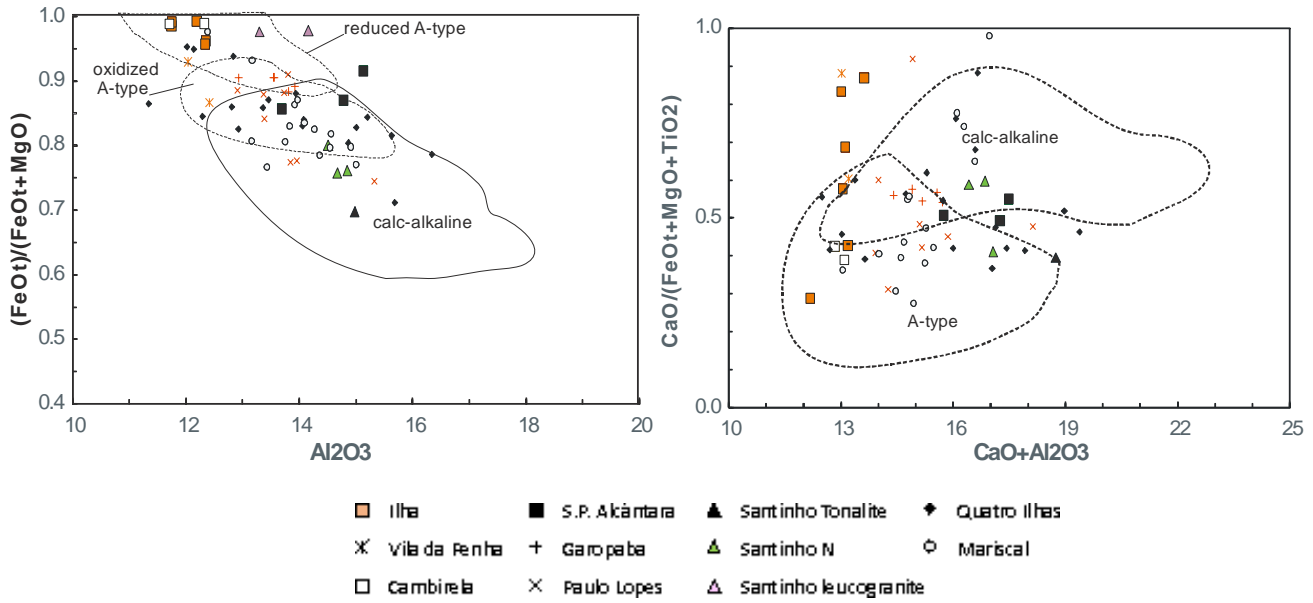 1.0
0.9
0.8
0.7
0.6
0.5
0.4
(FeOt)/(FeOt+MgO)
reduced A-type
oxidized
A-type
calc-alkaline
10
12
14
16
18
20
Al2O3
1.0
0.5
0.0
CaO/(FeOt+MgO+TiO2)
calc-alkaline
A-type
10
13
16
19
22
25
CaO+Al2O3
Ilha
S.P. Alcàntara
Santinho Tonalite
Quatro Ilhas
Vila da Penha
Garopaba
Santinho N
Mariscal
Cambirela
Paulo Lopes
Santinho leucogranite